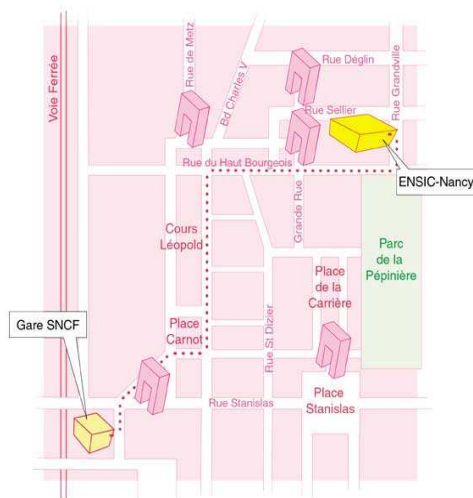 Voie Ferrée
Rue de Metz
Bd Charles V
Rue Déglin
Rue Grandville
Rue Sellier
Rue du Haut Bourgeois
ENSIC-Nancy
Grande Rue
Cours
Léopold
Parc
de la
Pépinière
Place
de la
Carrière
Gare SNCF
Place
Carnot
Rue St Dizier
Rue Stanislas
Place
Stanislas